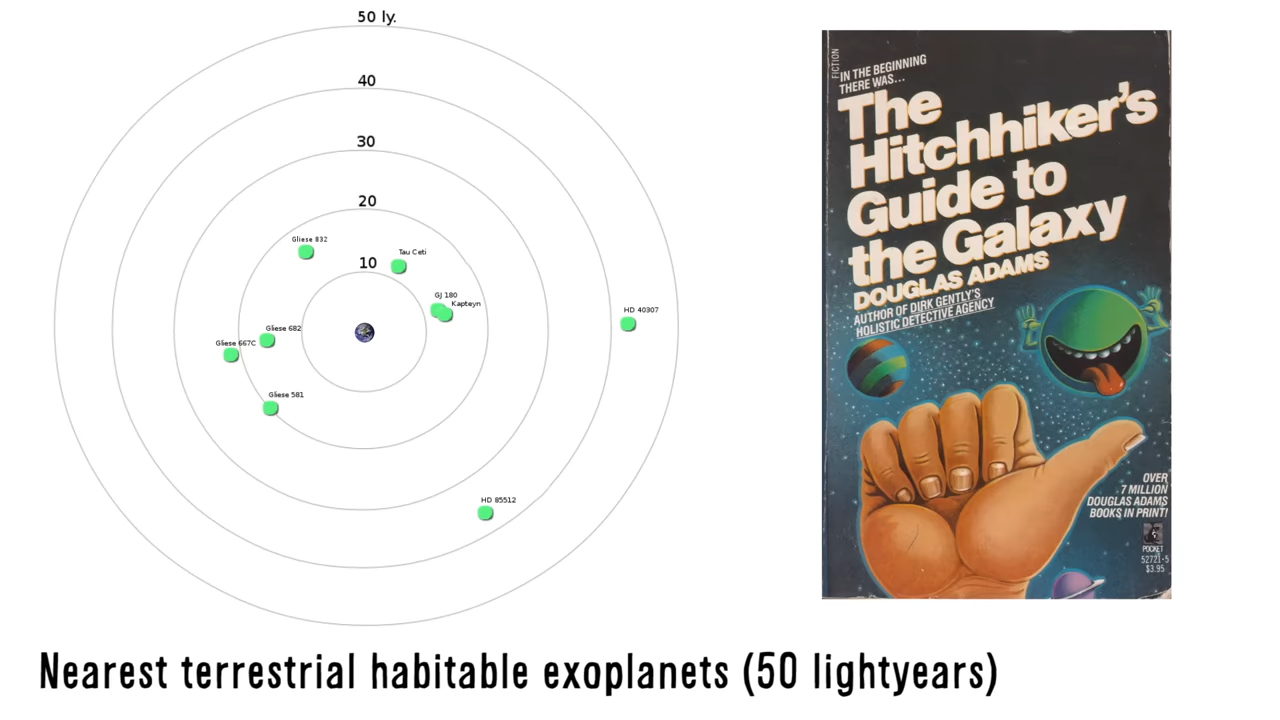 50 ly.
40
30
20
10
Gliese 832
Tau Ceti
GJ 180
Kapteyn
HD 40307
Gliese 682
Gliese 667C
Gliese 581
HD 85512
FICTION
IN THE BEGINNING
THERE WAS...
The
Hitchhiker's
Guide to
the Galaxy
DOUGLAS ADAMS
AUTHOR OF DIRK GENTLY'S
HOLISTIC DETECTIVE AGENCY
OVER
7 MILLION
DOUGLAS ADAMS
BOOKS IN PRINT!
POCKET
52721-5
$3.95
Nearest terrestrial habitable exoplanets (50 lightyears)